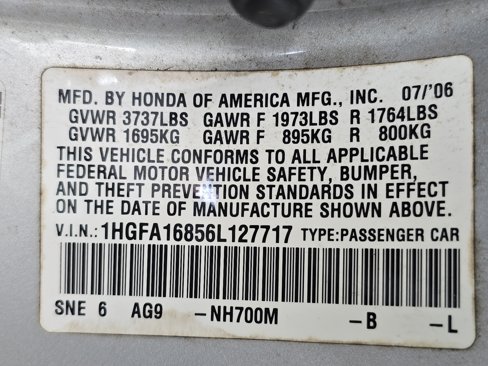 MFD. BY HONDA OF AMERICA MFG., INC. 07/'06
GVWR 3737LBS GAWR F 1973LBS R 1764LBS
GVWR 1695KG GAWR F 895KG R 800KG
THIS VEHICLE CONFORMS TO ALL APPLICABLE
FEDERAL MOTOR VEHICLE SAFETY, BUMPER,
AND THEFT PREVENTION STANDARDS IN EFFECT
ON THE DATE OF MANUFACTURE SHOWN ABOVE.
V.I.N.: 1HGFA16856L127717 TYPE:PASSENGER CAR
SNE 6 AG9 -NH700M -B -L